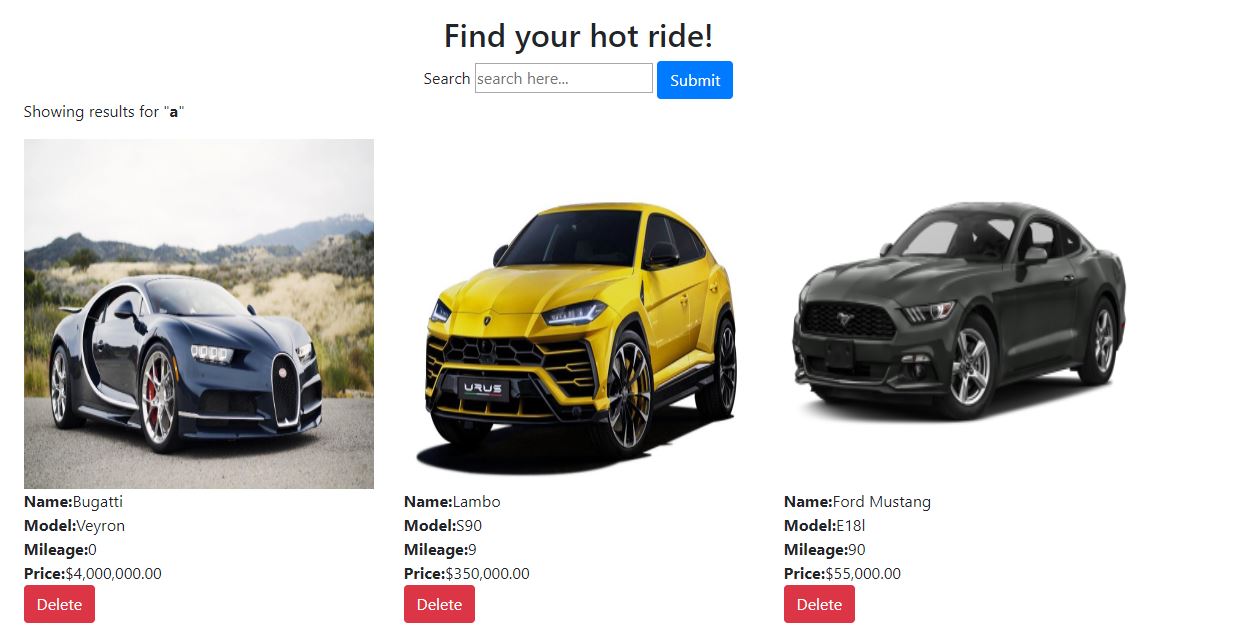 Find your hot ride!
Search search here... Submit
Showing results for "a"
URUS
Name:Bugatti
Model:Veyron
Mileage:0
Price:$4,000,000.00
Delete
Name:Lambo
Model:S90
Mileage:9
Price:$350,000.00
Delete
Name:Ford Mustang
Model:E18l
Mileage:90
Price:$55,000.00
Delete